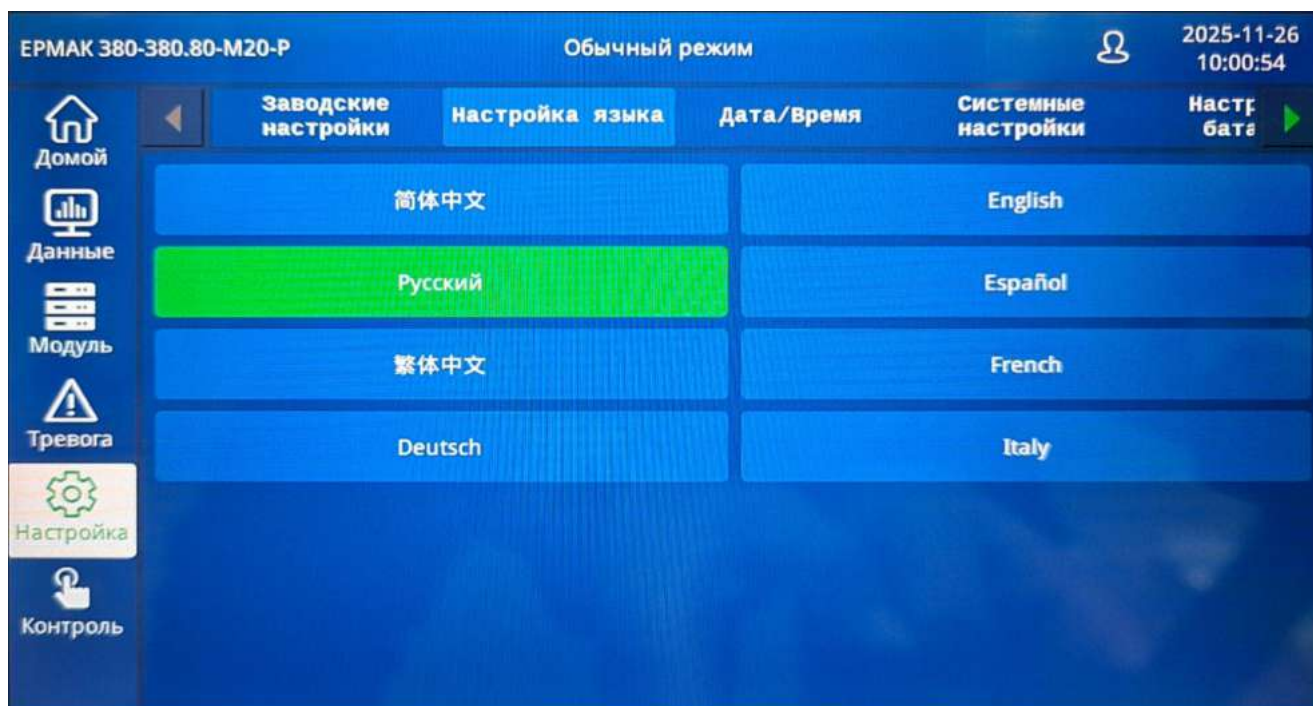 ЕРМАК 380-380.80-M20-P
Обычный режим
2025-11-26
10:00:54
Домой
Данные
Модуль
Тревога
Настройка
Контроль
Заводские
настройки
Настройка языка
Дата/Время
Системные
настройки
Настр
бата
简体中文
English
Русский
Español
繁体中文
French
Deutsch
Italy